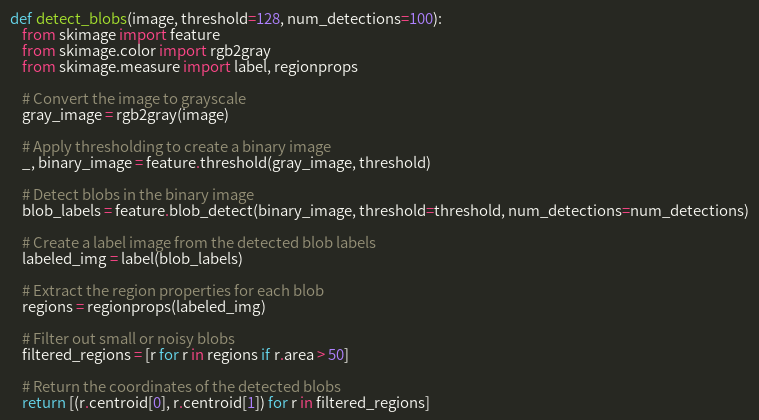 def detect_blobs(image, threshold=128, num_detections=100):
from skimage import feature
from skimage.color import rgb2gray
from skimage.measure import label, regionprops
# Convert the image to grayscale
gray_image = rgb2gray(image)
# Apply thresholding to create a binary image
_, binary_image = feature.threshold(gray_image, threshold)
# Detect blobs in the binary image
blob_labels = feature.blob_detect(binary_image, threshold=threshold, num_detections=num_detections)
# Create a label image from the detected blob labels
labeled_img = label(blob_labels)
# Extract the region properties for each blob
regions = regionprops(labeled_img)
# Filter out small or noisy blobs
filtered_regions = [r for r in regions if r.area > 50]
# Return the coordinates of the detected blobs
return [(r.centroid[0], r.centroid[1]) for r in filtered_regions]